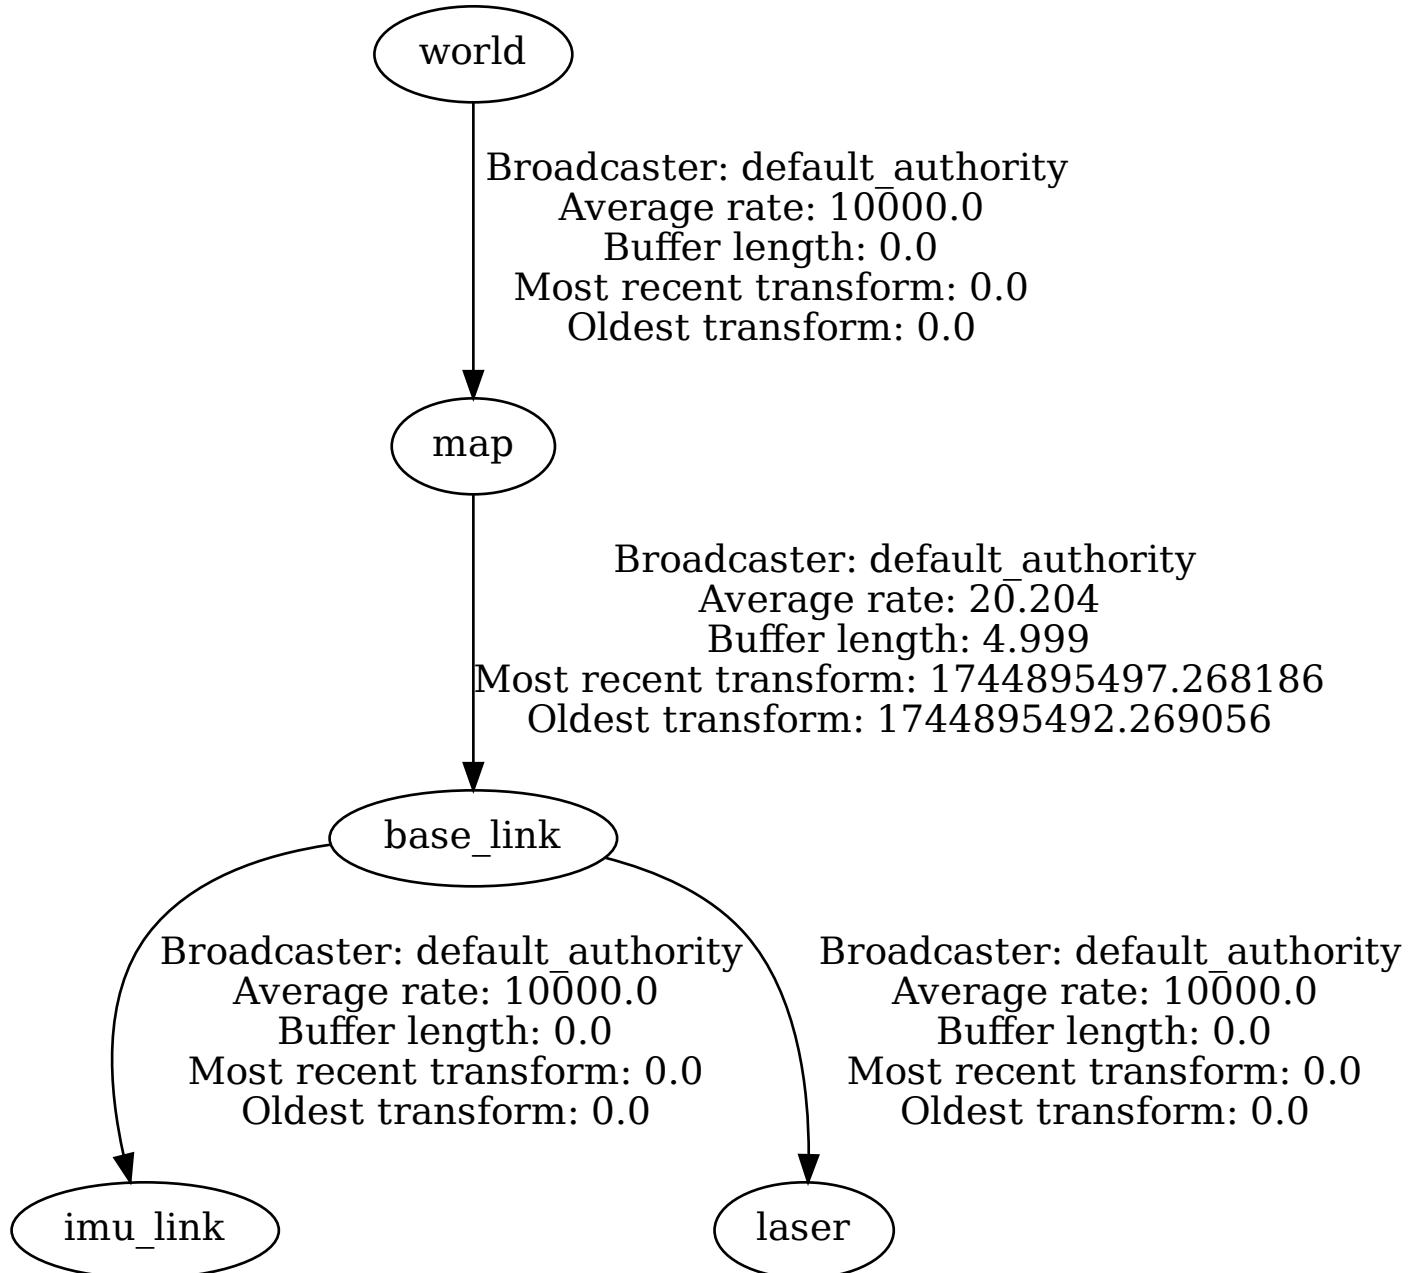 world
Broadcaster: default_authority
Average rate: 10000.0
Buffer length: 0.0
Most recent transform: 0.0
Oldest transform: 0.0
map
Broadcaster: default_authority
Average rate: 20.204
Buffer length: 4.999
Most recent transform: 1744895497.268186
Oldest transform: 1744895492.269056
base_link
Broadcaster: default_authority
Average rate: 10000.0
Buffer length: 0.0
Most recent transform: 0.0
Oldest transform: 0.0
Broadcaster: default_authority
Average rate: 10000.0
Buffer length: 0.0
Most recent transform: 0.0
Oldest transform: 0.0
imu_link
laser